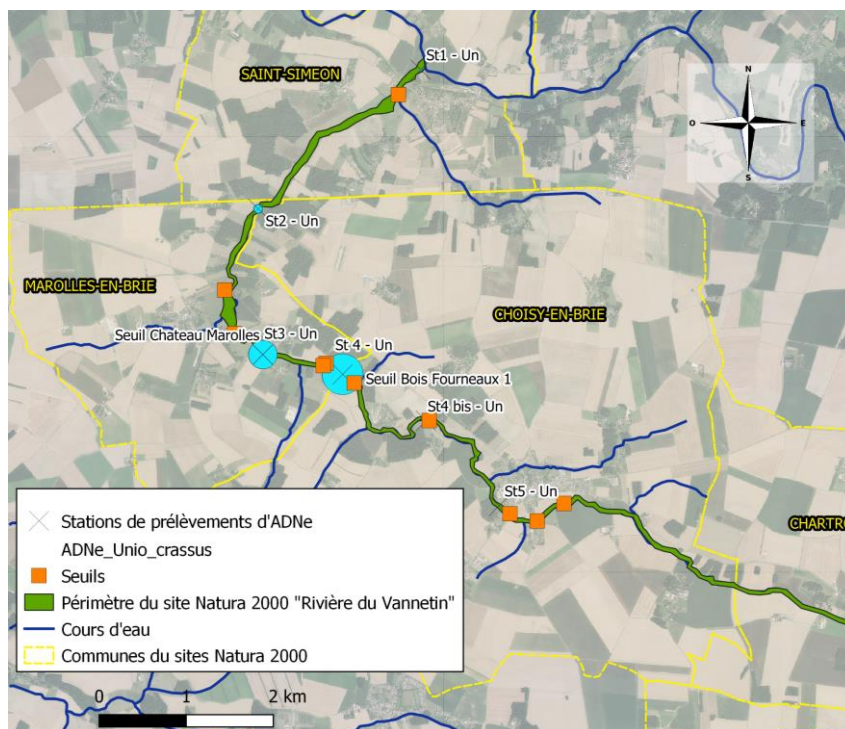 St1 - Un
SAINT-SIMEON
N
O
E
S
St2 - Un
MAROLLES-EN-BRIE
CHOISY-EN-BRIE
Seuil Chateau Marolles
St3 - Un
St 4 - Un
Seuil Bois Fourneaux 1
St4 bis - Un
St5 - Un
CHARTRO
Stations de prélèvements d'ADNe
ADNe_Unio_crassus
Seuils
Périmètre du site Natura 2000 "Rivière du Vannetin"
Cours d'eau
Communes du sites Natura 2000
0 1 2 km